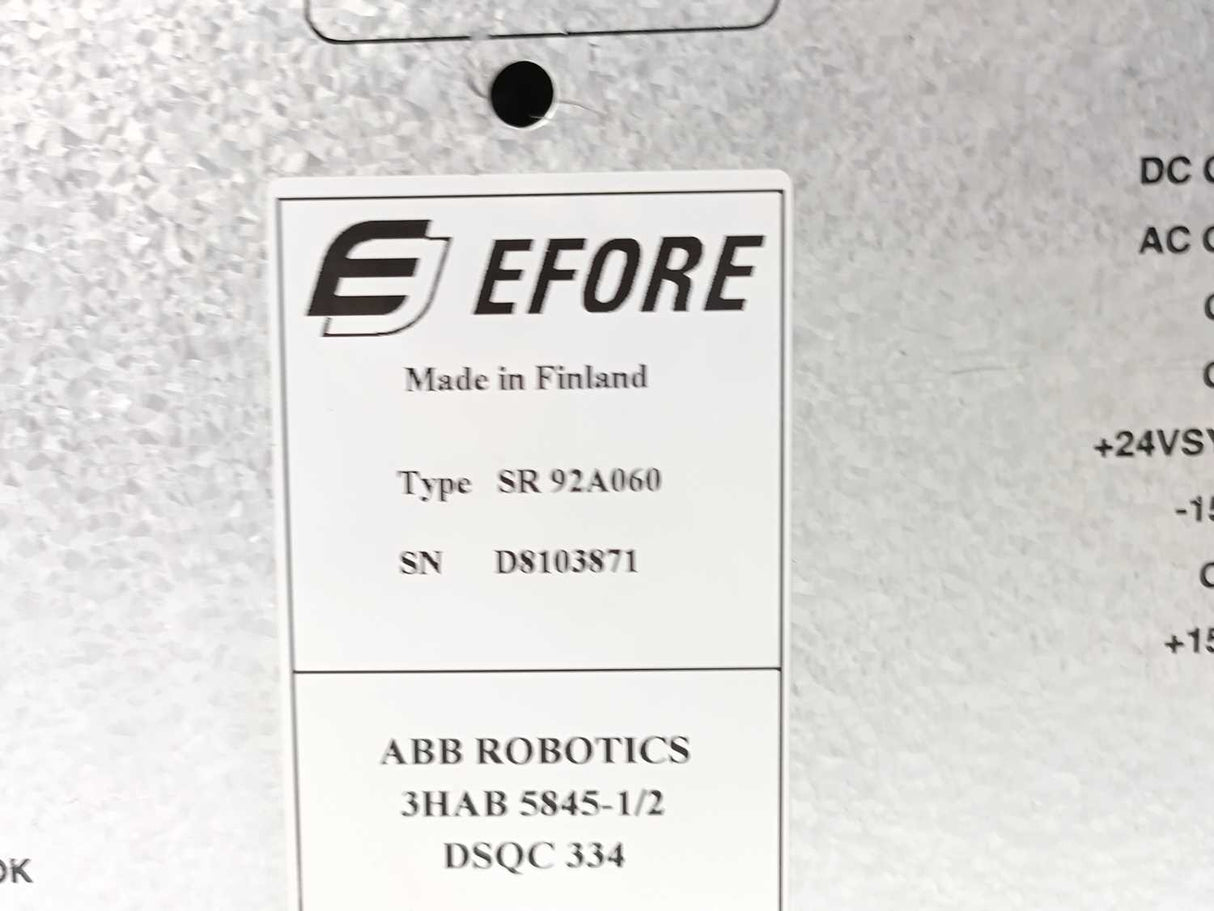 EFORE
Made in Finland
Type SR 92A060
SN D8103871
ABB ROBOTICS
3HAB 5845-1/2
DSQC 334
DC
AC